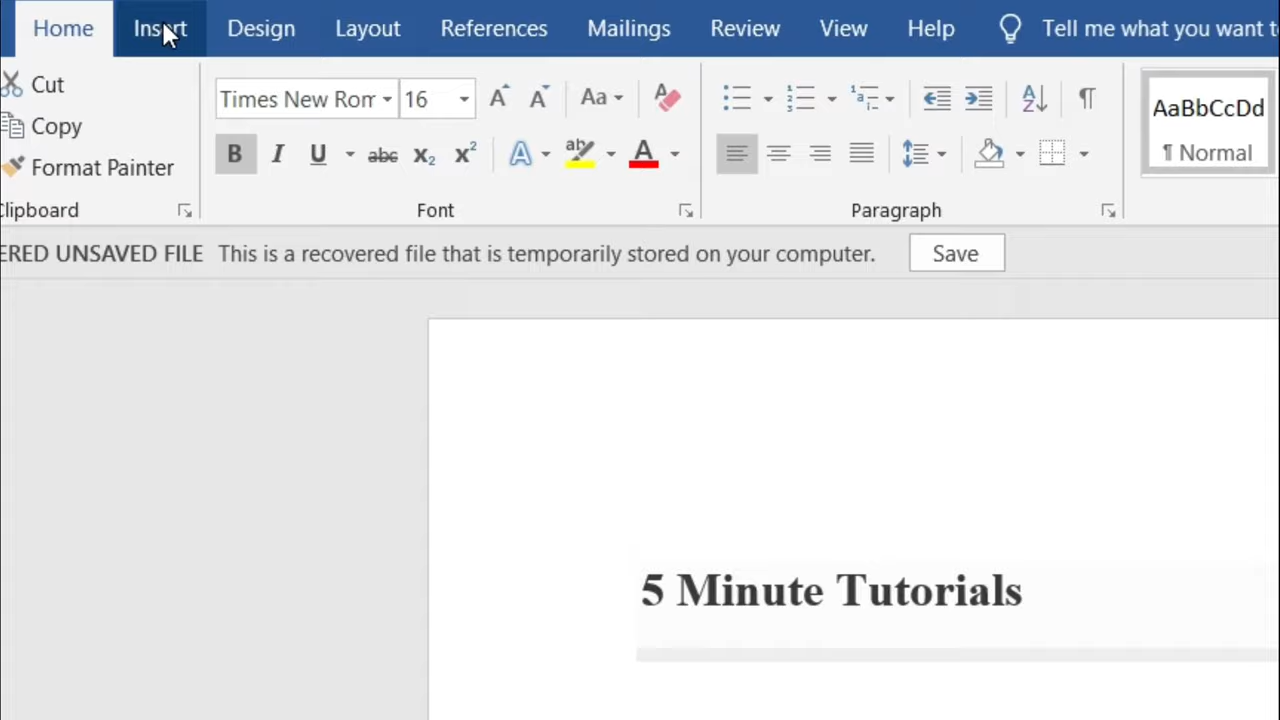 Home Insert Design Layout References Mailings Review View Help Tell me what you want
Cut
Times New Ror 16 Aa AaBbCcDd
Copy
B I U abc X₂ X² A ab A ¶ Normal
Format Painter
Clipboard Font Paragraph
ERED UNSAVED FILE This is a recovered file that is temporarily stored on your computer. Save
5 Minute Tutorials